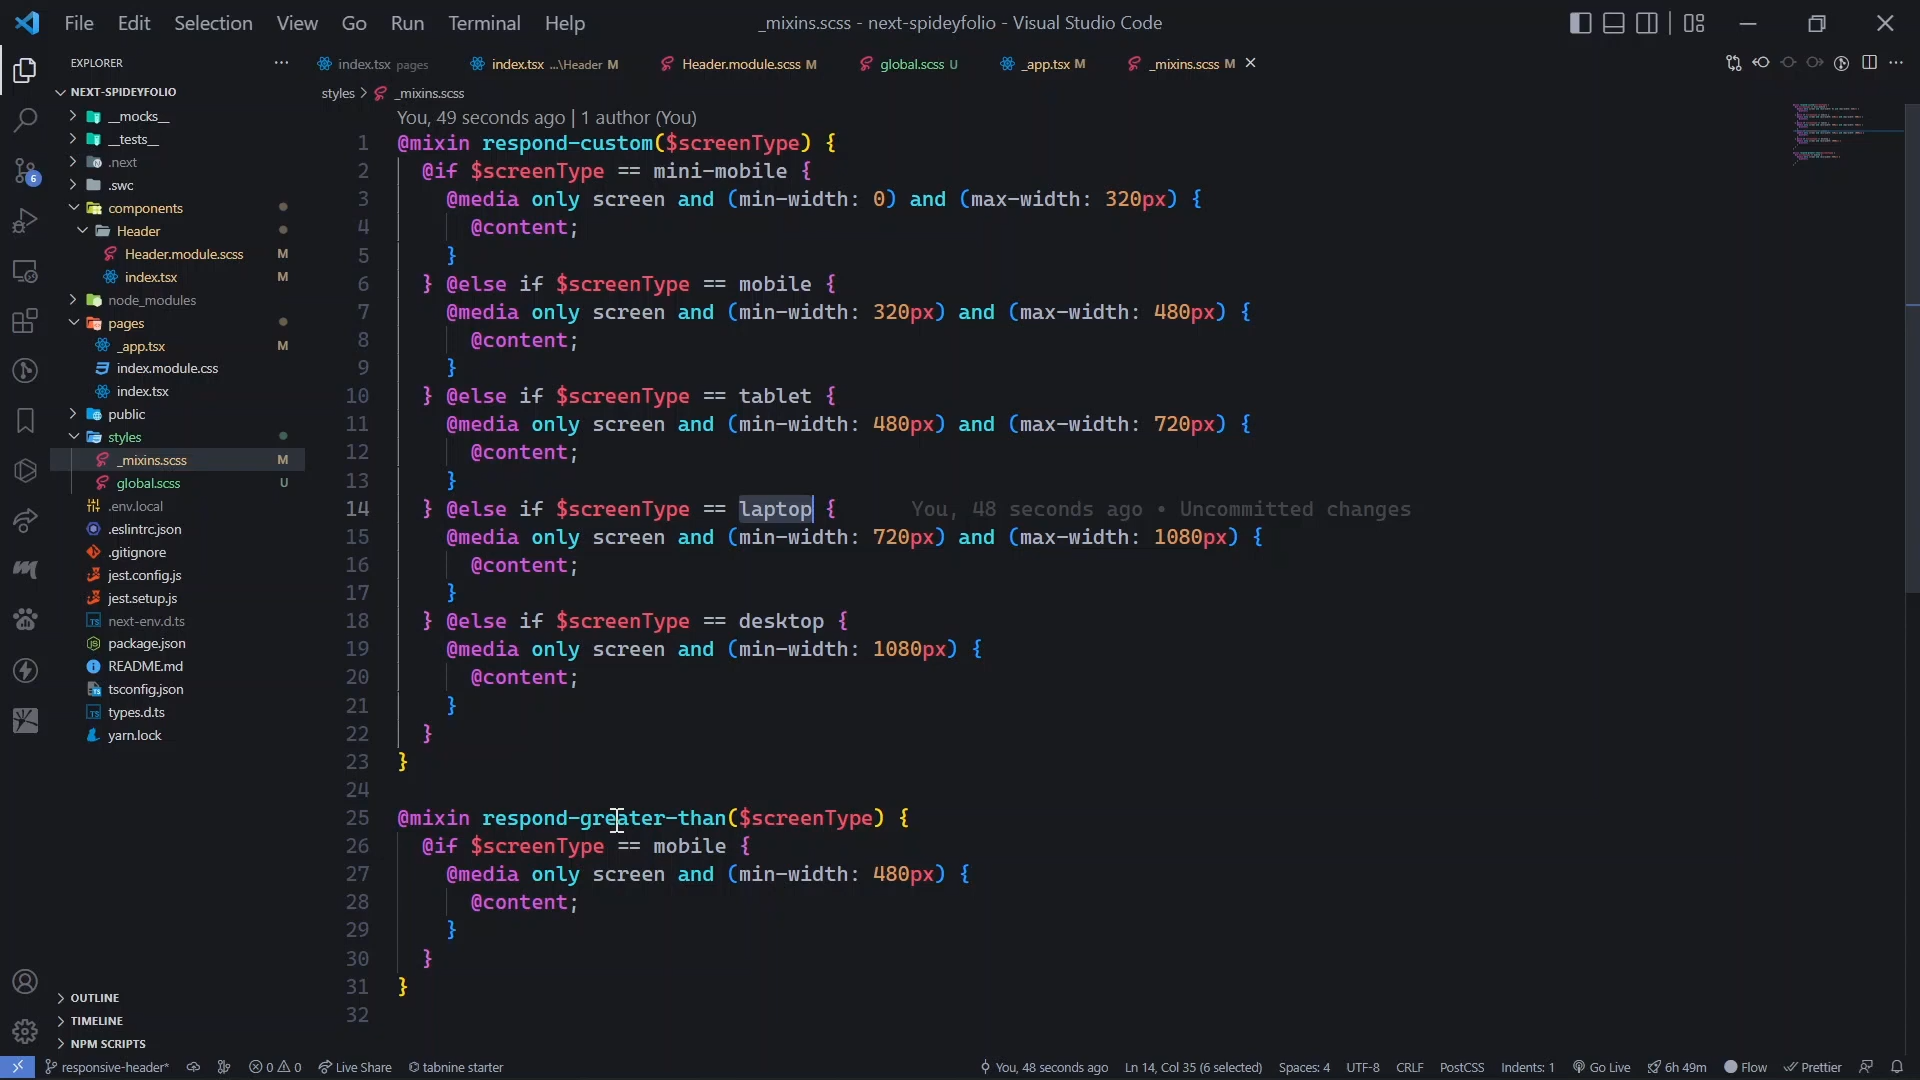 File Edit Selection View Go Run Terminal Help
_mixins.scss - next-spideyfolio - Visual Studio Code
EXPLORER
index.tsx pages
index.tsx ...\Header M
Header.module.scss M
global.scss U
_app.tsx M
_mixins.scss M
NEXT-SPIDEYFOLIO
__mocks__
__tests__
.next
.swc
components
Header
Header.module.scss M
index.tsx M
node_modules
pages
_app.tsx M
index.module.css
index.tsx
public
styles
_mixins.scss M
global.scss U
.env.local
.eslintrc.json
.gitignore
jest.config.js
jest.setup.js
next-env.d.ts
package.json
README.md
tsconfig.json
types.d.ts
yarn.lock
OUTLINE
TIMELINE
NPM SCRIPTS
6
styles > _mixins.scss
You, 49 seconds ago | 1 author (You)
1 @mixin respond-custom($screenType) {
2 @if $screenType == mini-mobile {
3 @media only screen and (min-width: 0) and (max-width: 320px) {
4 @content;
5 }
6 } @else if $screenType == mobile {
7 @media only screen and (min-width: 320px) and (max-width: 480px) {
8 @content;
9 }
10 } @else if $screenType == tablet {
11 @media only screen and (min-width: 480px) and (max-width: 720px) {
12 @content;
13 }
14 } @else if $screenType == laptop { You, 48 seconds ago • Uncommitted changes
15 @media only screen and (min-width: 720px) and (max-width: 1080px) {
16 @content;
17 }
18 } @else if $screenType == desktop {
19 @media only screen and (min-width: 1080px) {
20 @content;
21 }
22 }
23 }
24
25 @mixin respond-greater-than($screenType) {
26 @if $screenType == mobile {
27 @media only screen and (min-width: 480px) {
28 @content;
29 }
30 }
31 }
32
responsive-header* 0 0 Live Share tabnine starter You, 48 seconds ago Ln 14, Col 35 (6 selected) Spaces: 4 UTF-8 CRLF PostCSS Indents: 1 Go Live 6h 49m Flow Prettier